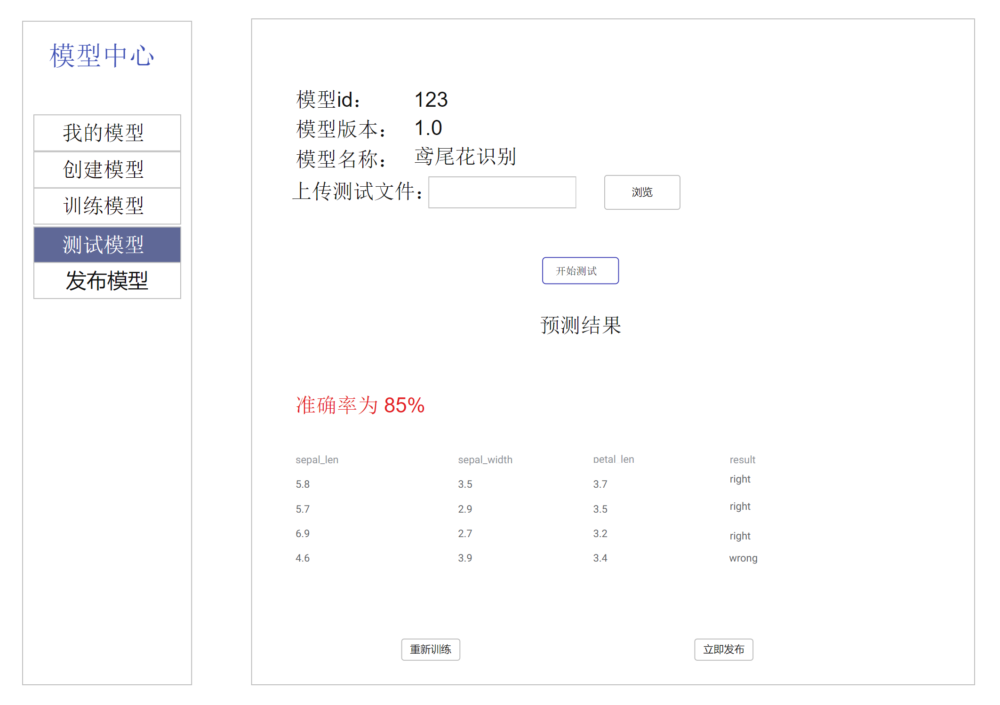 模型中心
我的模型
创建模型
训练模型
测试模型
发布模型
模型id： 123
模型版本： 1.0
模型名称： 鸢尾花识别
上传测试文件： 浏览
开始测试
预测结果
准确率为 85%
sepal_len sepal_width petal_len result
5.8 3.5 3.7 right
5.7 2.9 3.5 right
6.9 2.7 3.2 right
4.6 3.9 3.4 wrong
重新训练 立即发布